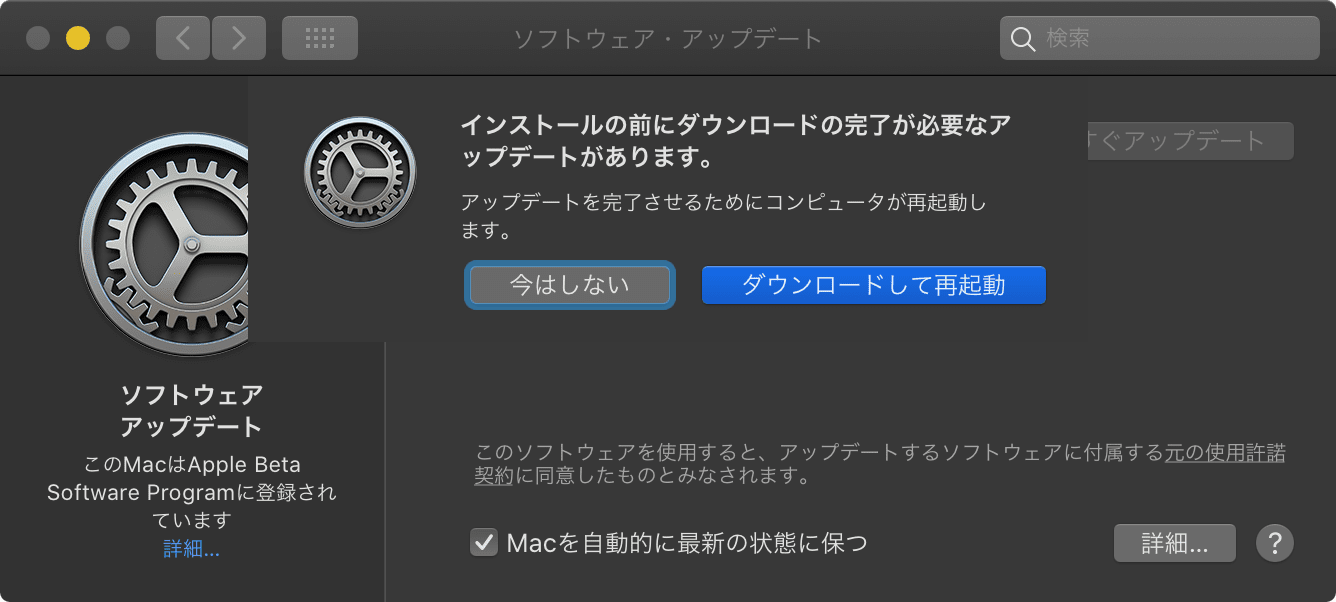 ソフトウェア・アップデート
検索
インストールの前にダウンロードの完了が必要なア
ップデートがあります。
すぐアップデート
アップデートを完了させるためにコンピュータが再起動し
ます。
今はしない
ダウンロードして再起動
ソフトウェア
アップデート
このMacはApple Beta
Software Programに登録され
ています
詳細...
このソフトウェアを使用すると、アップデートするソフトウェアに付属する元の使用許諾
契約に同意したものとみなされます。
Macを自動的に最新の状態に保つ
詳細...
?